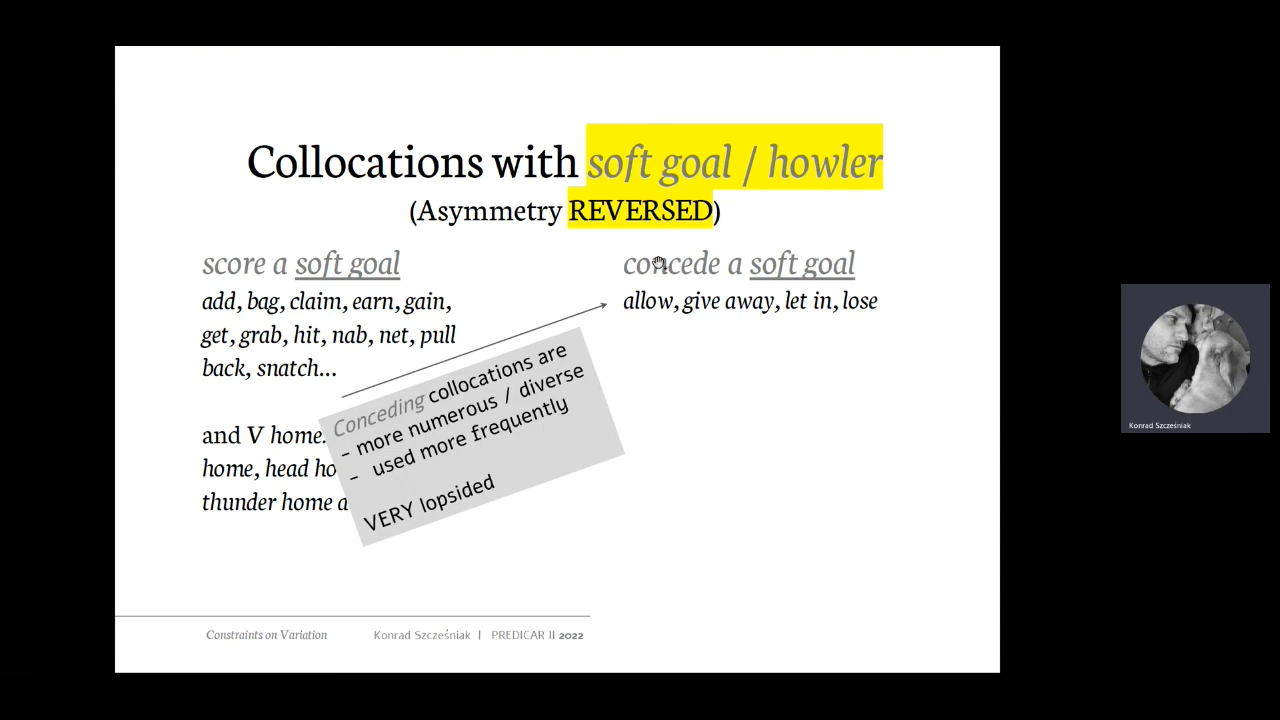 Collocations with soft goal / howler
(Asymmetry REVERSED)
score a soft goal
add, bag, claim, earn, gain,
get, grab, hit, nab, net, pull
back, snatch...
and V home.
home, head ho
thunder home a
concede a soft goal
allow, give away, let in, lose
Conceding collocations are
– more numerous / diverse
– used more frequently
VERY lopsided
Constraints on Variation
Konrad Szcześniak | PREDICAR II 2022
Konrad Szcześniak